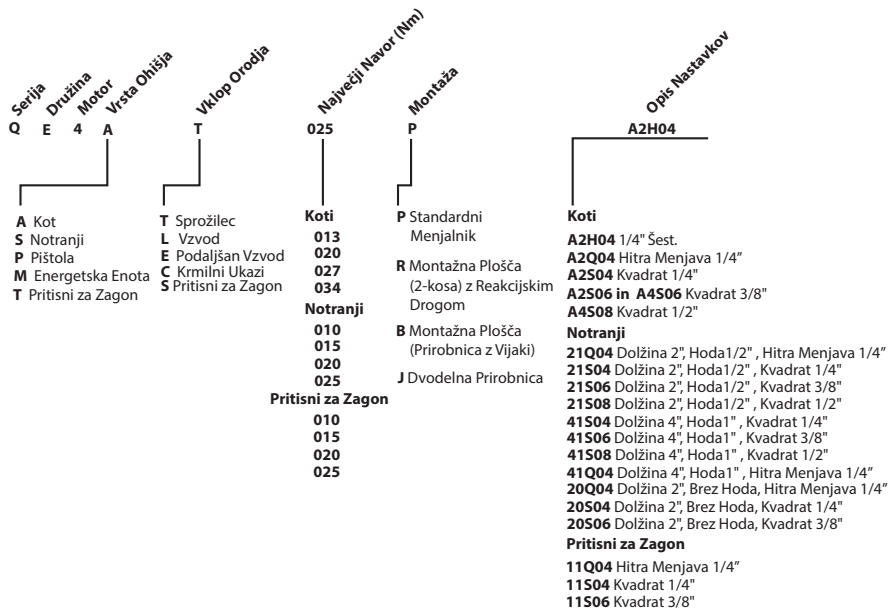 Serija
Družina
Motor
Vrsta Ohišja
Vklop Orodja
Največji Navor (Nm)
Montaža
Opis Nastavkov
Q E 4 A T 025 P A2H04
A Kot
S Notranji
P Pištola
M Energetska Enota
T Pritisni za Zagon
T Sprožilec
L Vzvod
E Podaljšan Vzvod
C Krmilni Ukazi
S Pritisni za Zagon
Koti
013
020
027
034
Notranji
010
015
020
025
Pritisni za Zagon
010
015
020
025
P Standardni
Menjalnik
R Montažna Plošča
(2-kosa) z Reakcijskim
Drogom
B Montažna Plošča
(Prirobnica z Vijaki)
J Dvodelna Prirobnica
Koti
A2H04 1/4" Šest.
A2Q04 Hitra Menjava 1/4”
A2S04 Kvadrat 1/4"
A2S06 in A4S06 Kvadrat 3/8"
A4S08 Kvadrat 1/2"
Notranji
21Q04 Dolžina 2", Hoda1/2" , Hitra Menjava 1/4”
21S04 Dolžina 2", Hoda1/2" , Kvadrat 1/4"
21S06 Dolžina 2", Hoda1/2" , Kvadrat 3/8"
21S08 Dolžina 2", Hoda1/2" , Kvadrat 1/2"
41S04 Dolžina 4", Hoda1" , Kvadrat 1/4"
41S06 Dolžina 4", Hoda1" , Kvadrat 3/8"
41S08 Dolžina 4", Hoda1" , Kvadrat 1/2"
41Q04 Dolžina 4", Hoda1" , Hitra Menjava 1/4”
20Q04 Dolžina 2", Brez Hoda, Hitra Menjava 1/4”
20S04 Dolžina 2", Brez Hoda, Kvadrat 1/4"
20S06 Dolžina 2", Brez Hoda, Kvadrat 3/8"
Pritisni za Zagon
11Q04 Hitra Menjava 1/4”
11S04 Kvadrat 1/4"
11S06 Kvadrat 3/8"